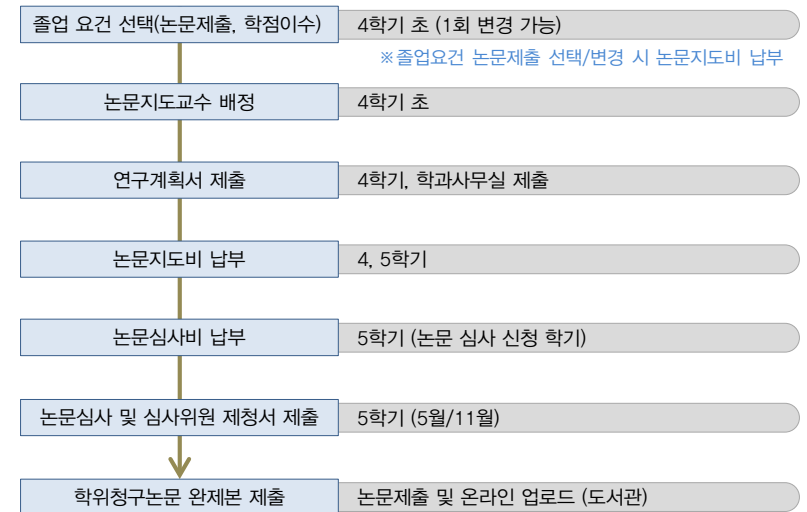 졸업 요건 선택(논문제출, 학점이수) 4학기 초 (1회 변경 가능)
※졸업요건 논문제출 선택/변경 시 논문지도비 납부
논문지도교수 배정 4학기 초
연구계획서 제출 4학기, 학과사무실 제출
논문지도비 납부 4, 5학기
논문심사비 납부 5학기 (논문 심사 신청 학기)
논문심사 및 심사위원 제청서 제출 5학기 (5월/11월)
학위청구논문 완제본 제출 논문제출 및 온라인 업로드 (도서관)